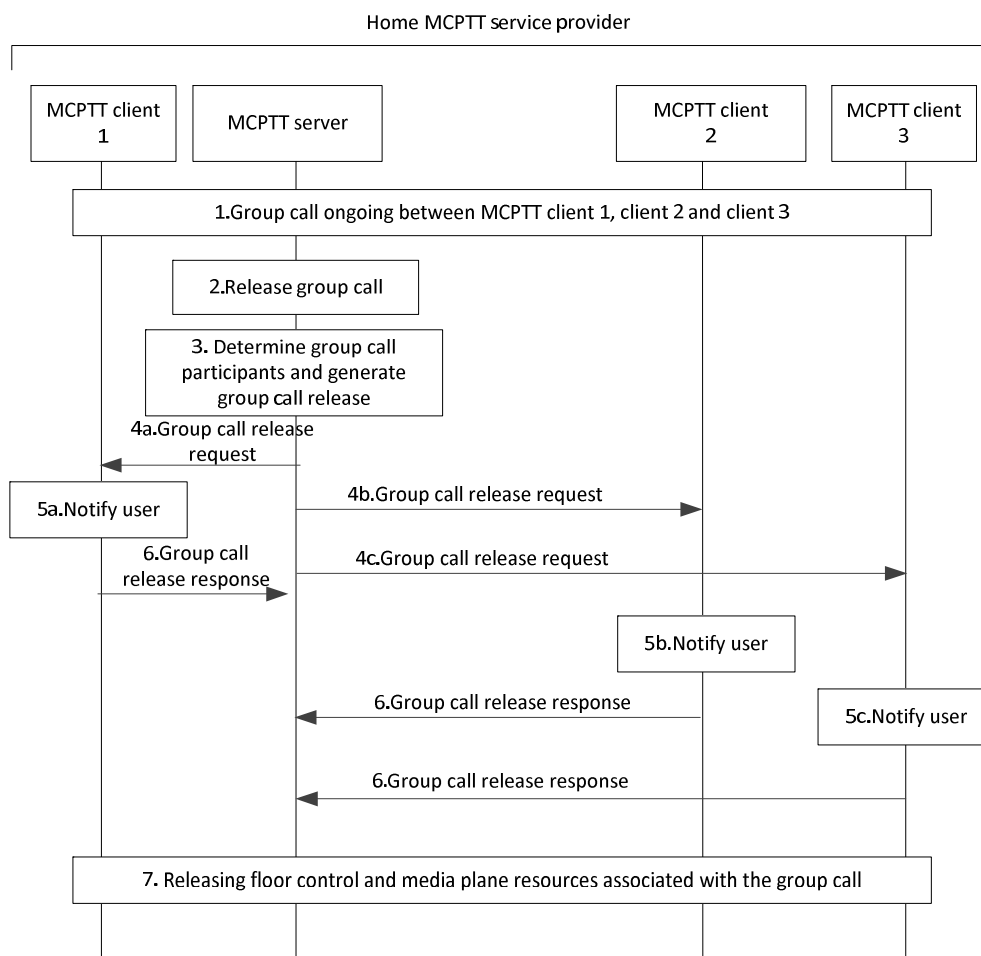 Home MCPTT service provider
MCPTT client
1
MCPTT server
MCPTT client
2
MCPTT client
3
1.Group call ongoing between MCPTT client 1, client 2 and client 3
2.Release group call
3. Determine group call
participants and generate
group call release
4a.Group call release
request
4b.Group call release request
5a.Notify user
6.Group call
release response
4c.Group call release request
5b.Notify user
6.Group call release response
5c.Notify user
6.Group call release response
7. Releasing floor control and media plane resources associated with the group call